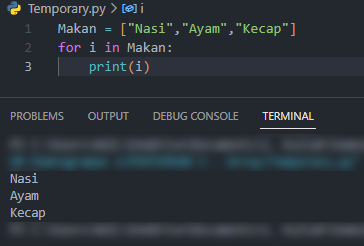 Temporary.py > i
1 Makan = ["Nasi","Ayam","Kecap"]
2 for i in Makan:
3 print(i)
PROBLEMS OUTPUT DEBUG CONSOLE TERMINAL
Nasi
Ayam
Kecap